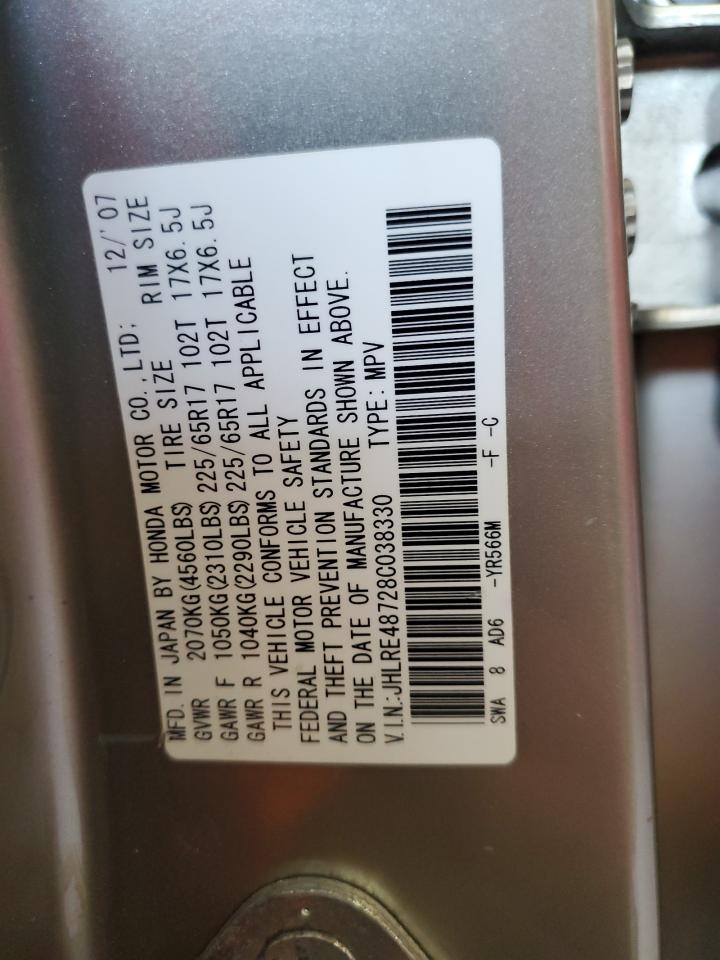 MFD. IN JAPAN BY HONDA MOTOR CO.,LTD: 12/'07
GVWR 2070KG(4560LBS) TIRE SIZE RIM SIZE
GAWR F 1050KG(2310LBS) 225/65R17 102T 17X6.5J
GAWR R 1040KG(2290LBS) 225/65R17 102T 17X6.5J
THIS VEHICLE CONFORMS TO ALL APPLICABLE
FEDERAL MOTOR VEHICLE SAFETY
AND THEFT PREVENTION STANDARDS IN EFFECT
ON THE DATE OF MANUFACTURE SHOWN ABOVE.
V.I.N.:JHLRE48728C038330 TYPE: MPV
SWA 8 AD6 -YR566M -F -C